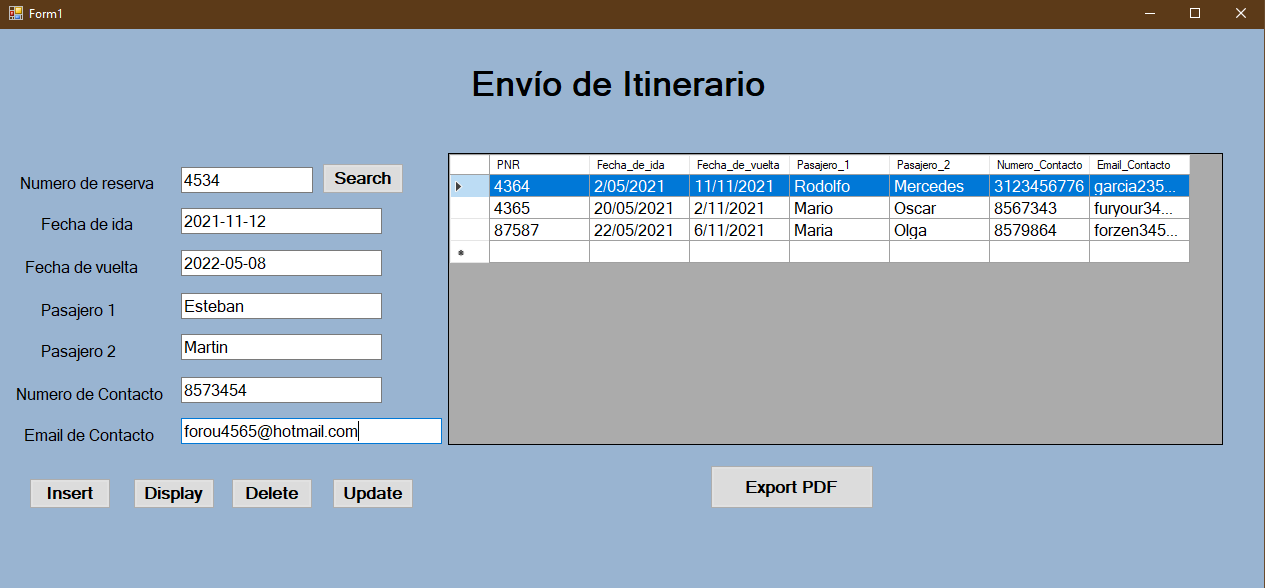 Form1
Envío de Itinerario
Numero de reserva 4534 Search
Fecha de ida 2021-11-12
Fecha de vuelta 2022-05-08
Pasajero 1 Esteban
Pasajero 2 Martin
Numero de Contacto 8573454
Email de Contacto forou4565@hotmail.com
Insert Display Delete Update
PNR Fecha_de_ida Fecha_de_vuelta Pasajero_1 Pasajero_2 Numero_Contacto Email_Contacto
4364 2/05/2021 11/11/2021 Rodolfo Mercedes 3123456776 garcia235...
4365 20/05/2021 2/11/2021 Mario Oscar 8567343 furyour34...
87587 22/05/2021 6/11/2021 Maria Olga 8579864 forzen345...
Export PDF